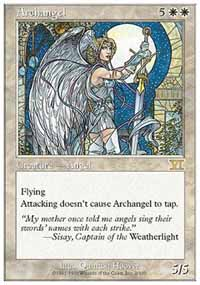 Archangel 5
Creature — Angel
Flying
Attacking doesn't cause Archangel to tap.
"My mother once told me angels sing their
swords' names with each strike."
—Sisay, Captain of the Weatherlight
Illus. Quinton Hoover
5/5